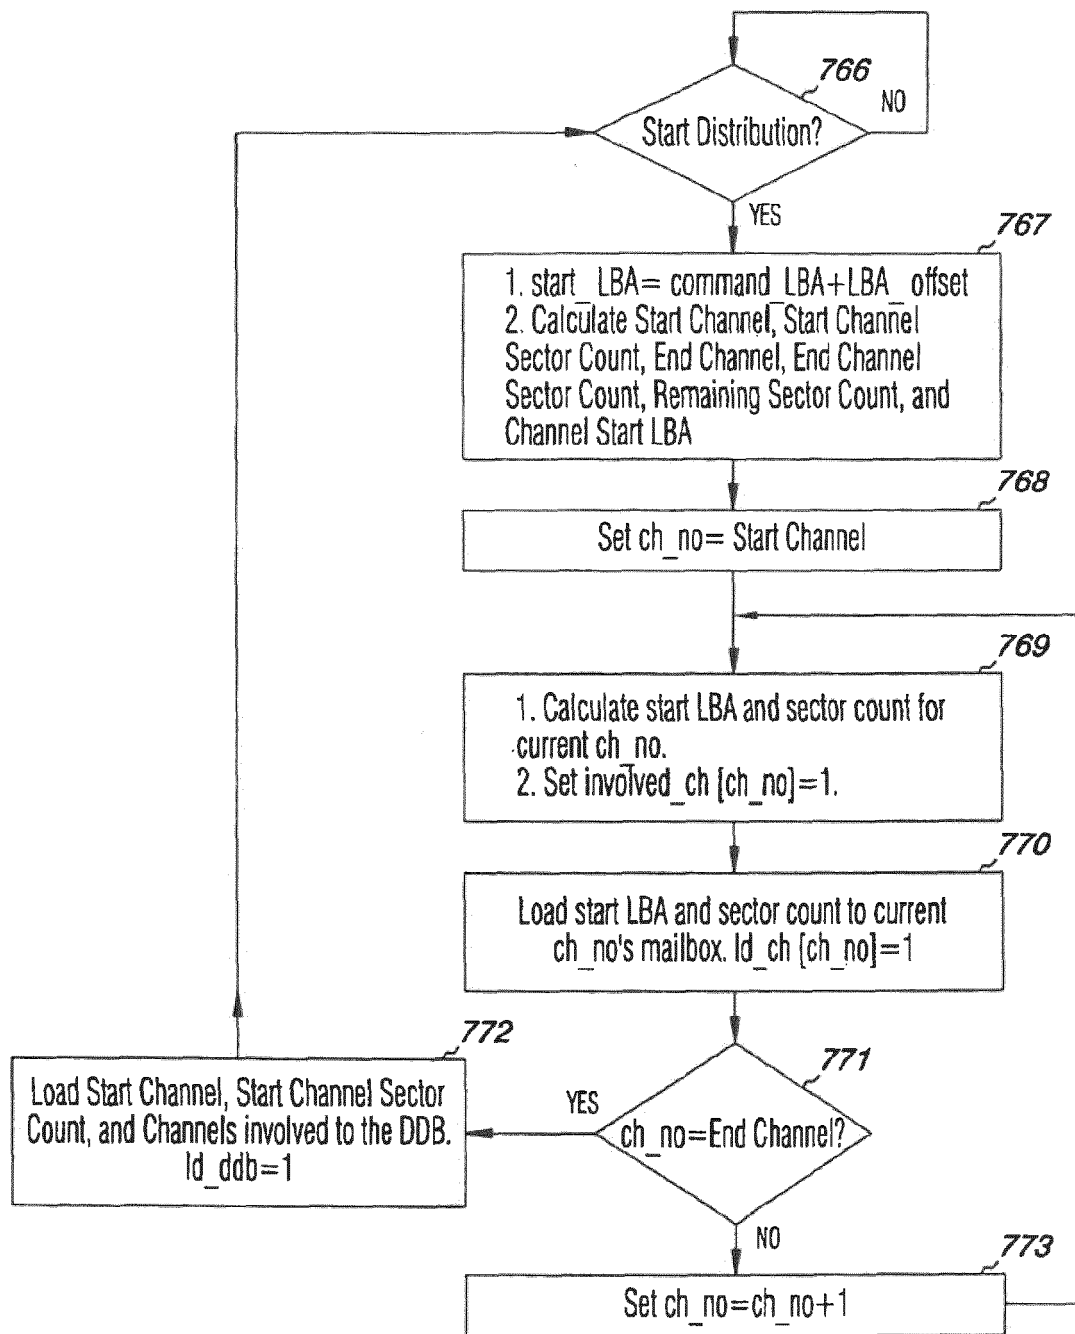 766
NO
Start Distribution?
YES
767
1. start_LBA= command_LBA+LBA_offset
2. Calculate Start Channel, Start Channel
Sector Count, End Channel, End Channel
Sector Count, Remaining Sector Count, and
Channel Start LBA
768
Set ch_no= Start Channel
769
1. Calculate start LBA and sector count for
current ch_no.
2. Set involved_ch [ch_no]=1.
770
Load start LBA and sector count to current
ch_no's mailbox. ld_ch [ch_no]=1
772
Load Start Channel, Start Channel Sector
Count, and Channels involved to the DDB.
ld_ddb=1
771
YES
ch_no=End Channel?
NO
773
Set ch_no=ch_no+1